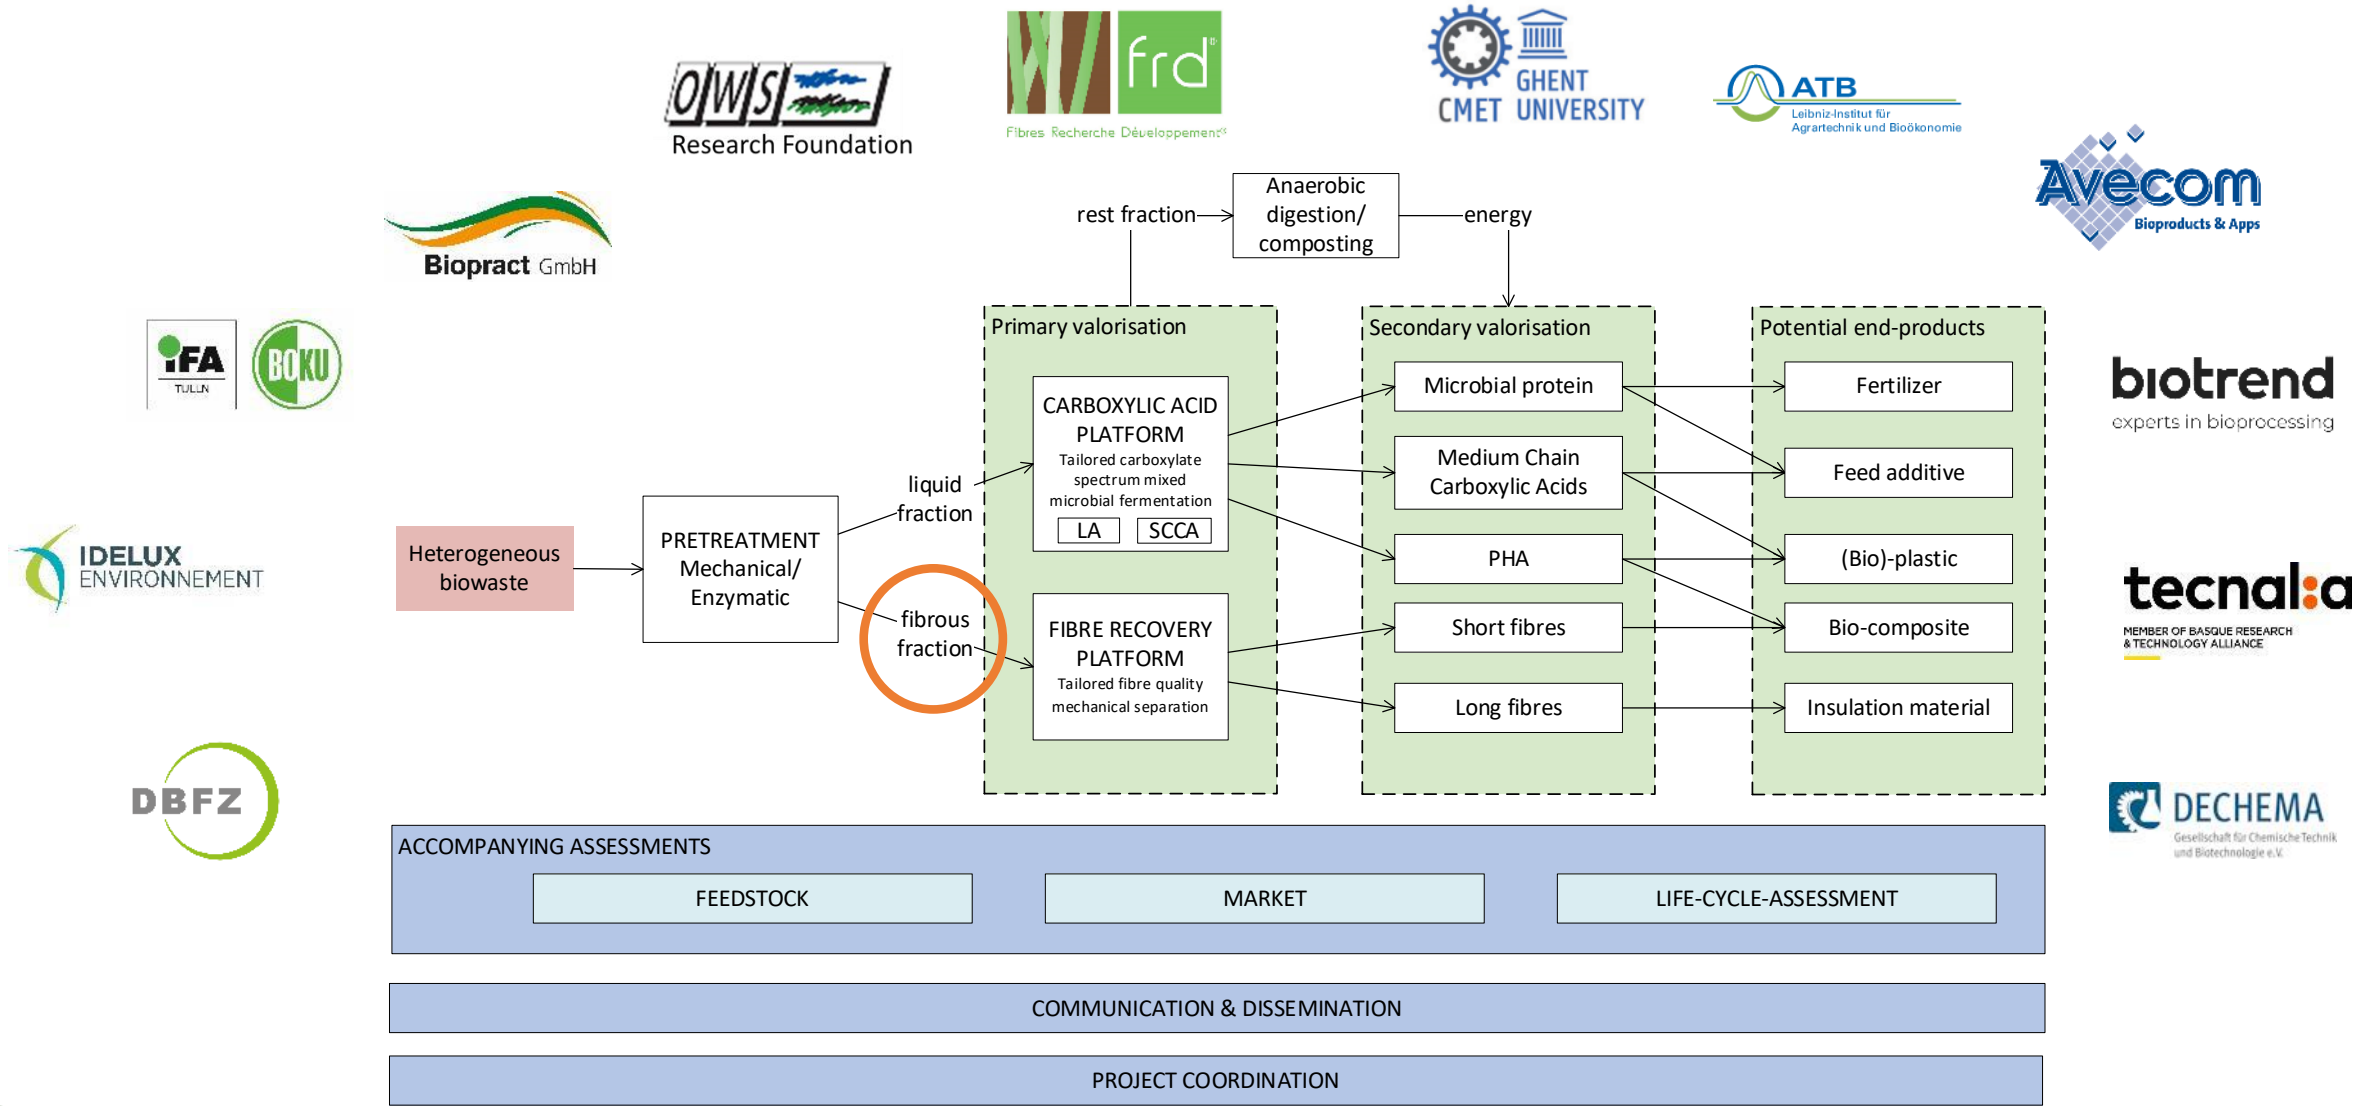 OWS
Research Foundation
frd
Fibres Recherche Développement
GHENT
CMET UNIVERSITY
ATB
Leibniz-Institut für
Agrartechnik und Bioökonomie
Avecom
Bioproducts & Apps
Biopract GmbH
iFA
TULLN
BOKU
IDELUX
ENVIRONNEMENT
DBFZ
biotrend
experts in bioprocessing
tecnal:a
MEMBER OF BASQUE RESEARCH
& TECHNOLOGY ALLIANCE
DECHEMA
Gesellschaft für Chemische Technik
und Biotechnologie e.V.
rest fraction
Anaerobic
digestion/
composting
energy
Heterogeneous
biowaste
PRETREATMENT
Mechanical/
Enzymatic
liquid
fraction
fibrous
fraction
Primary valorisation
CARBOXYLIC ACID
PLATFORM
Tailored carboxylate
spectrum mixed
microbial fermentation
LA
SCCA
FIBRE RECOVERY
PLATFORM
Tailored fibre quality
mechanical separation
Secondary valorisation
Microbial protein
Medium Chain
Carboxylic Acids
PHA
Short fibres
Long fibres
Potential end-products
Fertilizer
Feed additive
(Bio)-plastic
Bio-composite
Insulation material
ACCOMPANYING ASSESSMENTS
FEEDSTOCK
MARKET
LIFE-CYCLE-ASSESSMENT
COMMUNICATION & DISSEMINATION
PROJECT COORDINATION